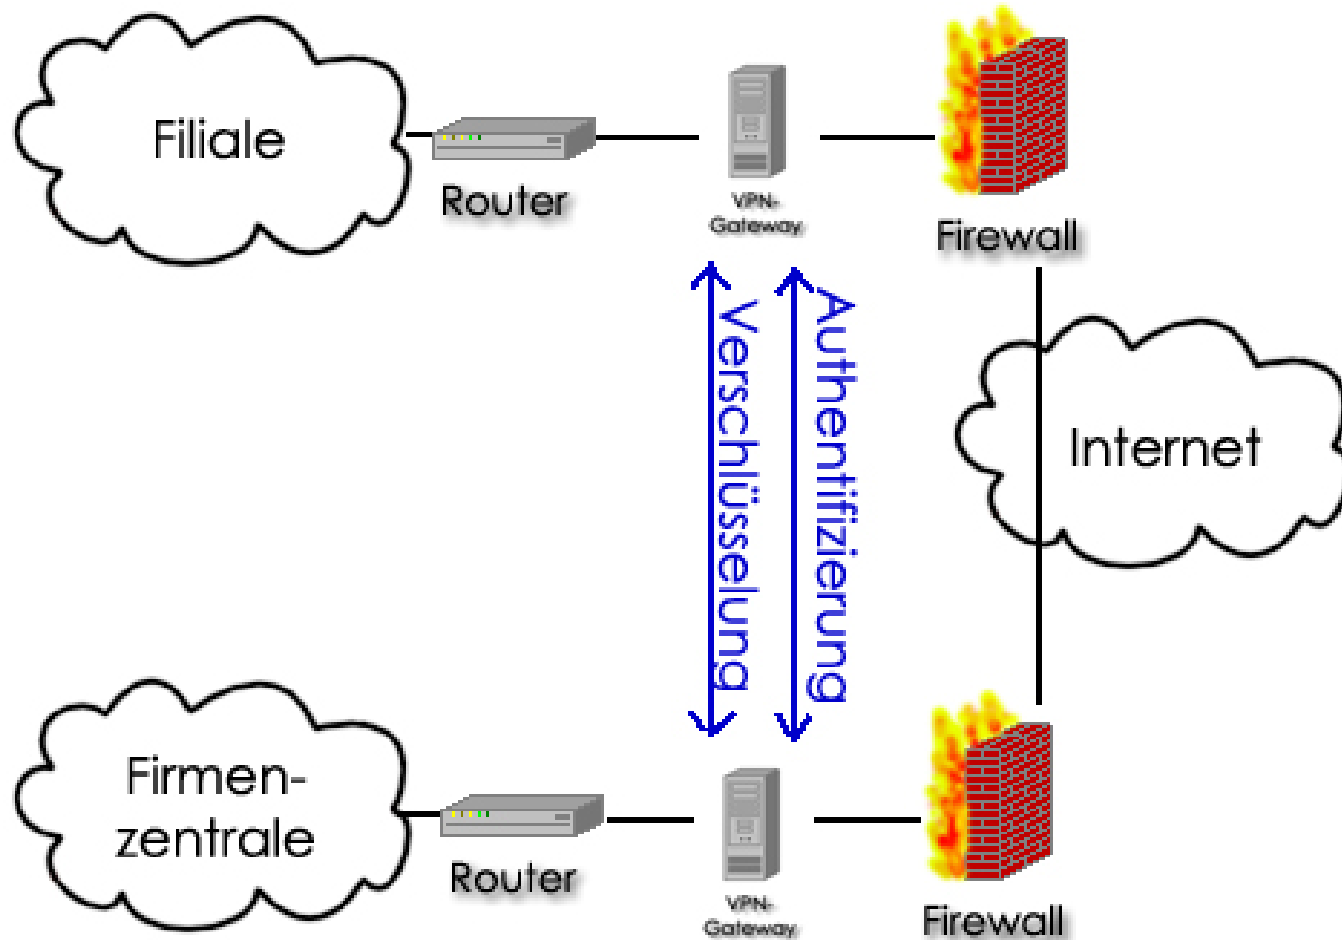 Filiale
Router
VPN-
Gateway
Firewall
Verschlüsselung
Authentifizierung
Internet
Firmen-
zentrale
Router
VPN-
Gateway
Firewall